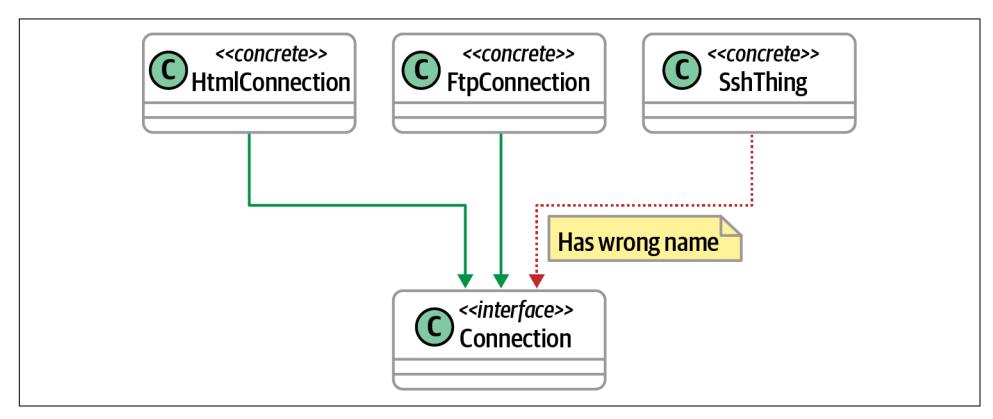 <<concrete>>
C HtmlConnection
<<concrete>>
C FtpConnection
<<concrete>>
C SshThing
Has wrong name
<<interface>>
C Connection